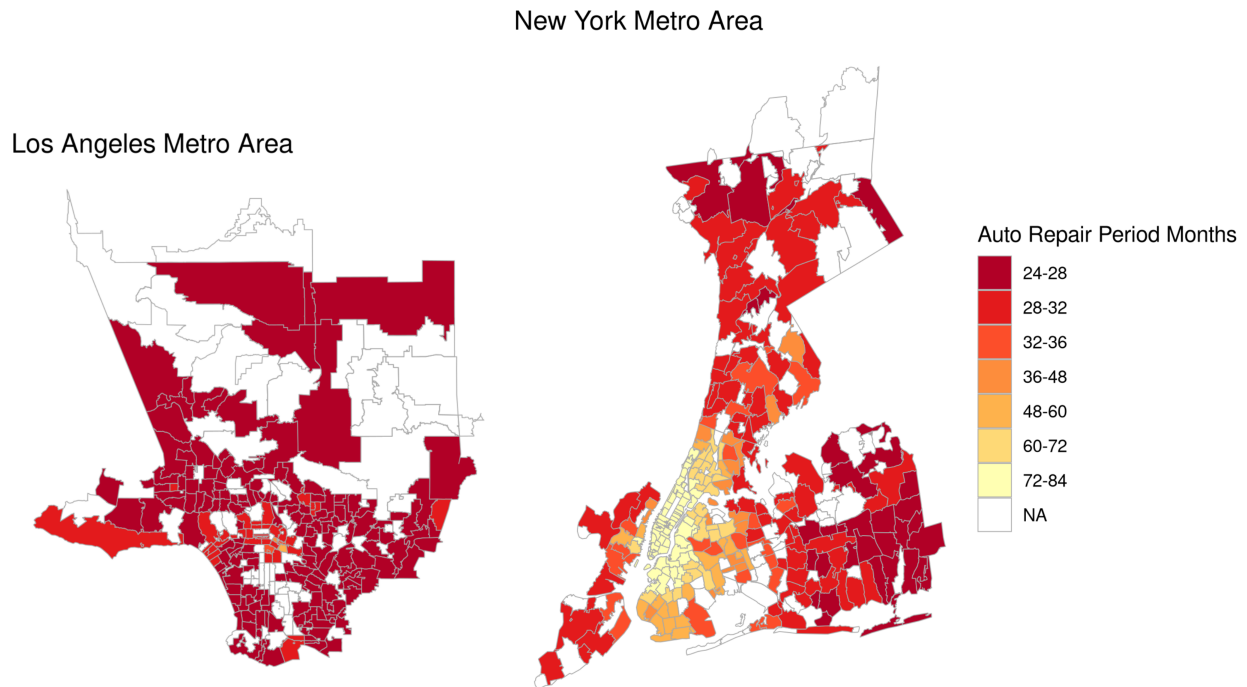 New York Metro Area
Los Angeles Metro Area
Auto Repair Period Months
24-28
28-32
32-36
36-48
48-60
60-72
72-84
NA